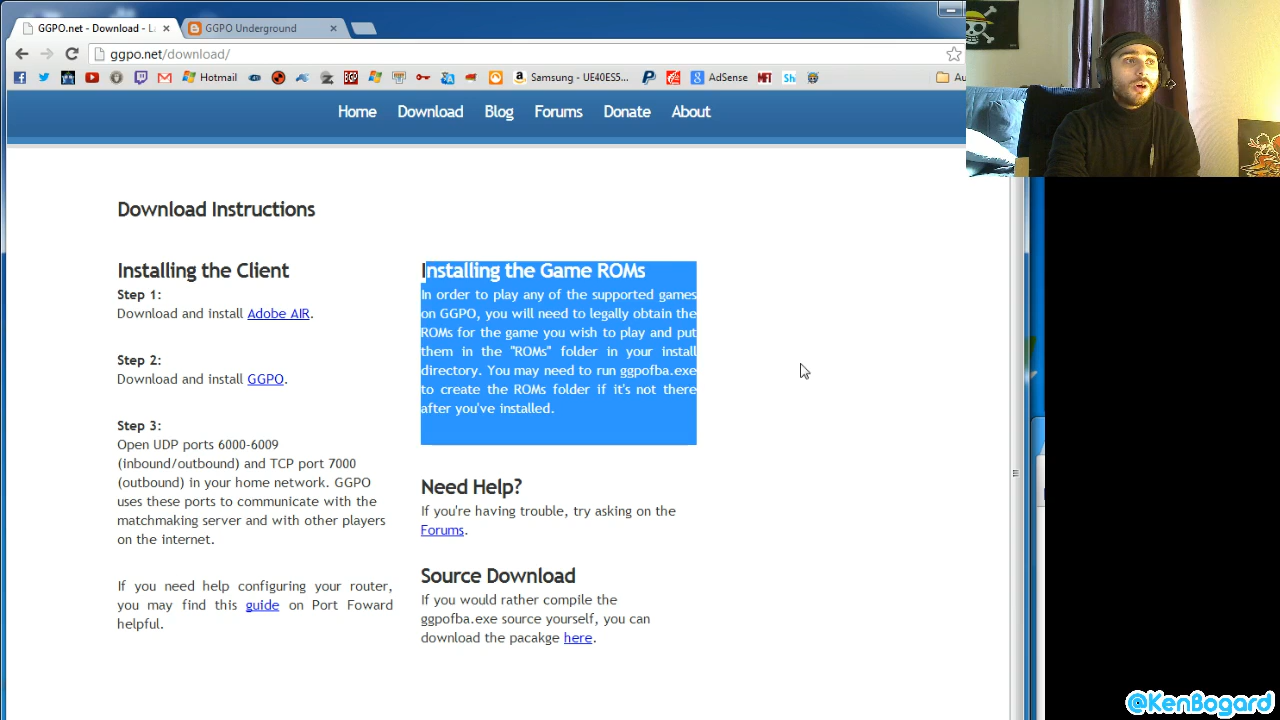 GGPO.net - Download - L
GGPO Underground
ggpo.net/download/
Hotmail
Samsung - UE40ES5...
AdSense
Home
Download
Blog
Forums
Donate
About
Download Instructions
Installing the Client
Step 1:
Download and install Adobe AIR.
Step 2:
Download and install GGPO.
Step 3:
Open UDP ports 6000-6009
(inbound/outbound) and TCP port 7000
(outbound) in your home network. GGPO
uses these ports to communicate with the
matchmaking server and with other players
on the internet.
If you need help configuring your router,
you may find this guide on Port Foward
helpful.
Installing the Game ROMs
In order to play any of the supported games
on GGPO, you will need to legally obtain the
ROMs for the game you wish to play and put
them in the "ROMs" folder in your install
directory. You may need to run ggpofba.exe
to create the ROMs folder if it's not there
after you've installed.
Need Help?
If you're having trouble, try asking on the
Forums.
Source Download
If you would rather compile the
ggpofba.exe source yourself, you can
download the pacakge here.
@KenBogard